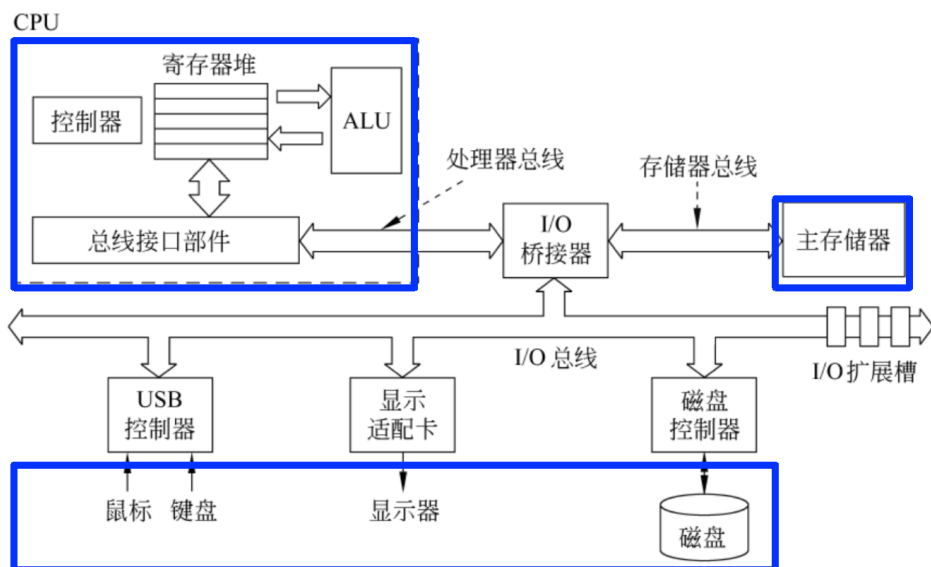 CPU
寄存器堆
控制器
ALU
处理器总线
存储器总线
总线接口部件
I/O
桥接器
主存储器
I/O 总线
I/O 扩展槽
USB
控制器
显示
适配卡
磁盘
控制器
鼠标
键盘
显示器
磁盘